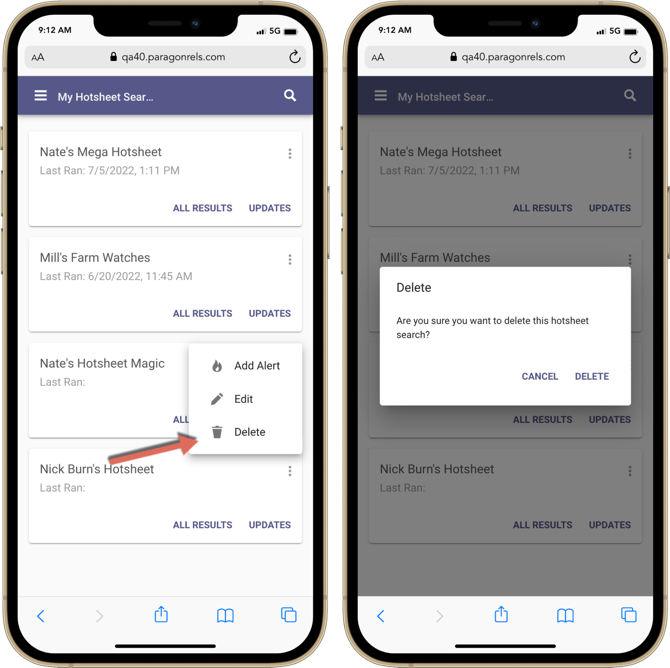 9:12 AM
5G
AA
qa40.paragonrels.com
My Hotsheet Sear...
Nate's Mega Hotsheet
Last Ran: 7/5/2022, 1:11 PM
ALL RESULTS UPDATES
Mill's Farm Watches
Last Ran: 6/20/2022, 11:45 AM
ALL RESULTS UPDATES
Nate's Hotsheet Magic
Last Ran:
ALL
Add Alert
Edit
Delete
Nick Burn's Hotsheet
Last Ran:
ALL RESULTS UPDATES
9:12 AM
5G
AA
qa40.paragonrels.com
My Hotsheet Sear...
Nate's Mega Hotsheet
Last Ran: 7/5/2022, 1:11 PM
ALL RESULTS UPDATES
Mill's Farm Watches
Delete
Are you sure you want to delete this hotsheet
search?
CANCEL DELETE
ALL RESULTS UPDATES
Nick Burn's Hotsheet
Last Ran:
ALL RESULTS UPDATES